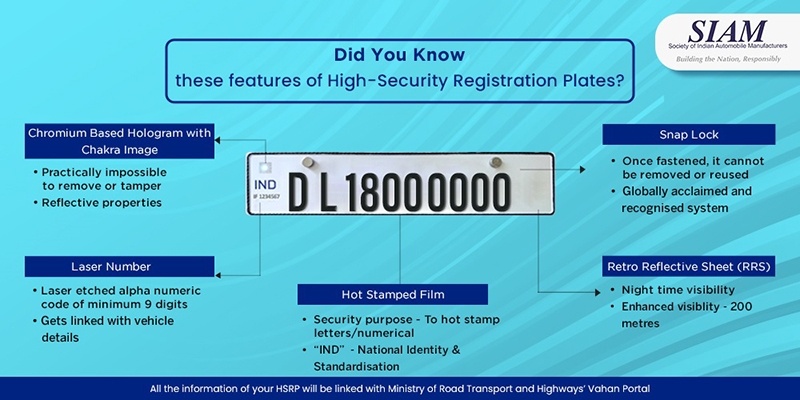 SIAM
Society of Indian Automobile Manufacturers
Building the Nation, Responsibly
Did You Know
these features of High-Security Registration Plates?
Chromium Based Hologram with
Chakra Image
• Practically impossible
to remove or tamper
• Reflective properties
IND
IF 1234567
DL18000000
Snap Lock
• Once fastened, it cannot
be removed or reused
• Globally acclaimed and
recognised system
Laser Number
• Laser etched alpha numeric
code of minimum 9 digits
• Gets linked with vehicle
details
Hot Stamped Film
• Security purpose - To hot stamp
letters/numerical
• “IND” - National Identity &
Standardisation
Retro Reflective Sheet (RRS)
• Night time visibility
• Enhanced visiblity - 200
metres
All the information of your HSRP will be linked with Ministry of Road Transport and Highways’ Vahan Portal